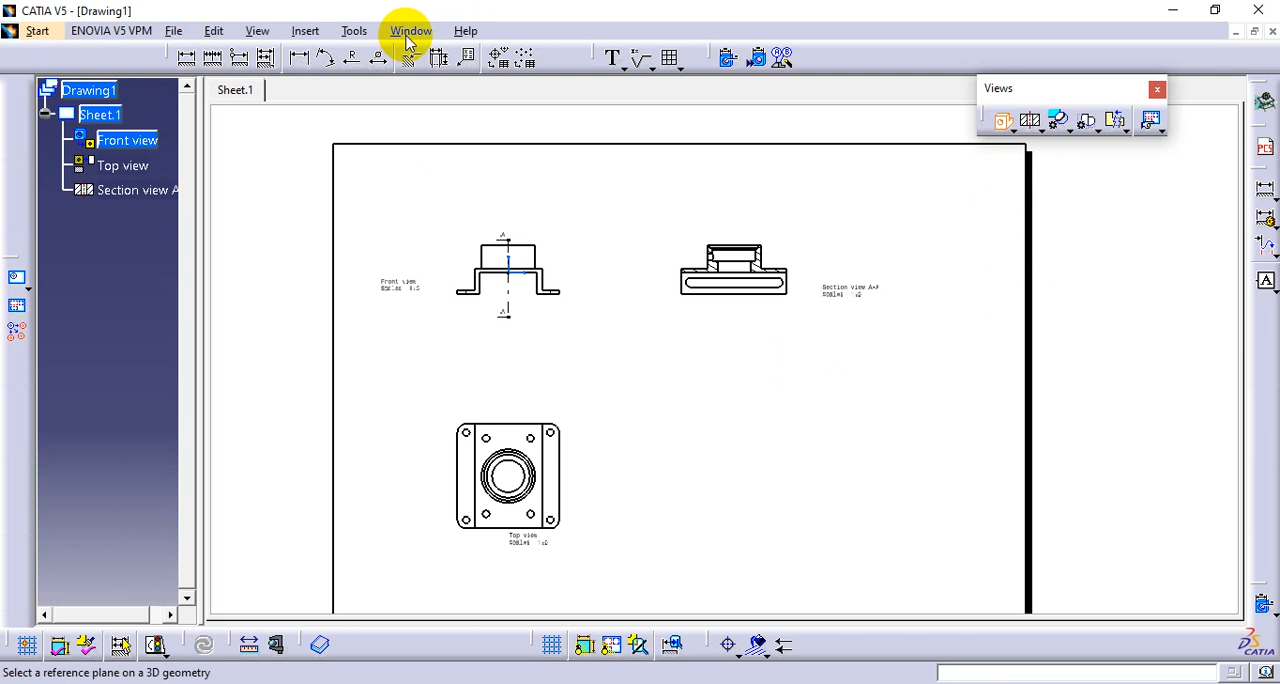 CATIA V5 - [Drawing1]
Start ENOVIA V5 VPM File Edit View Insert Tools Window Help
Drawing1
Sheet.1
Front view
Top view
Section view A
Sheet.1
Views
PCS
A
Front view
A
Section view A-A
Top view
Select a reference plane on a 3D geometry
CATIA